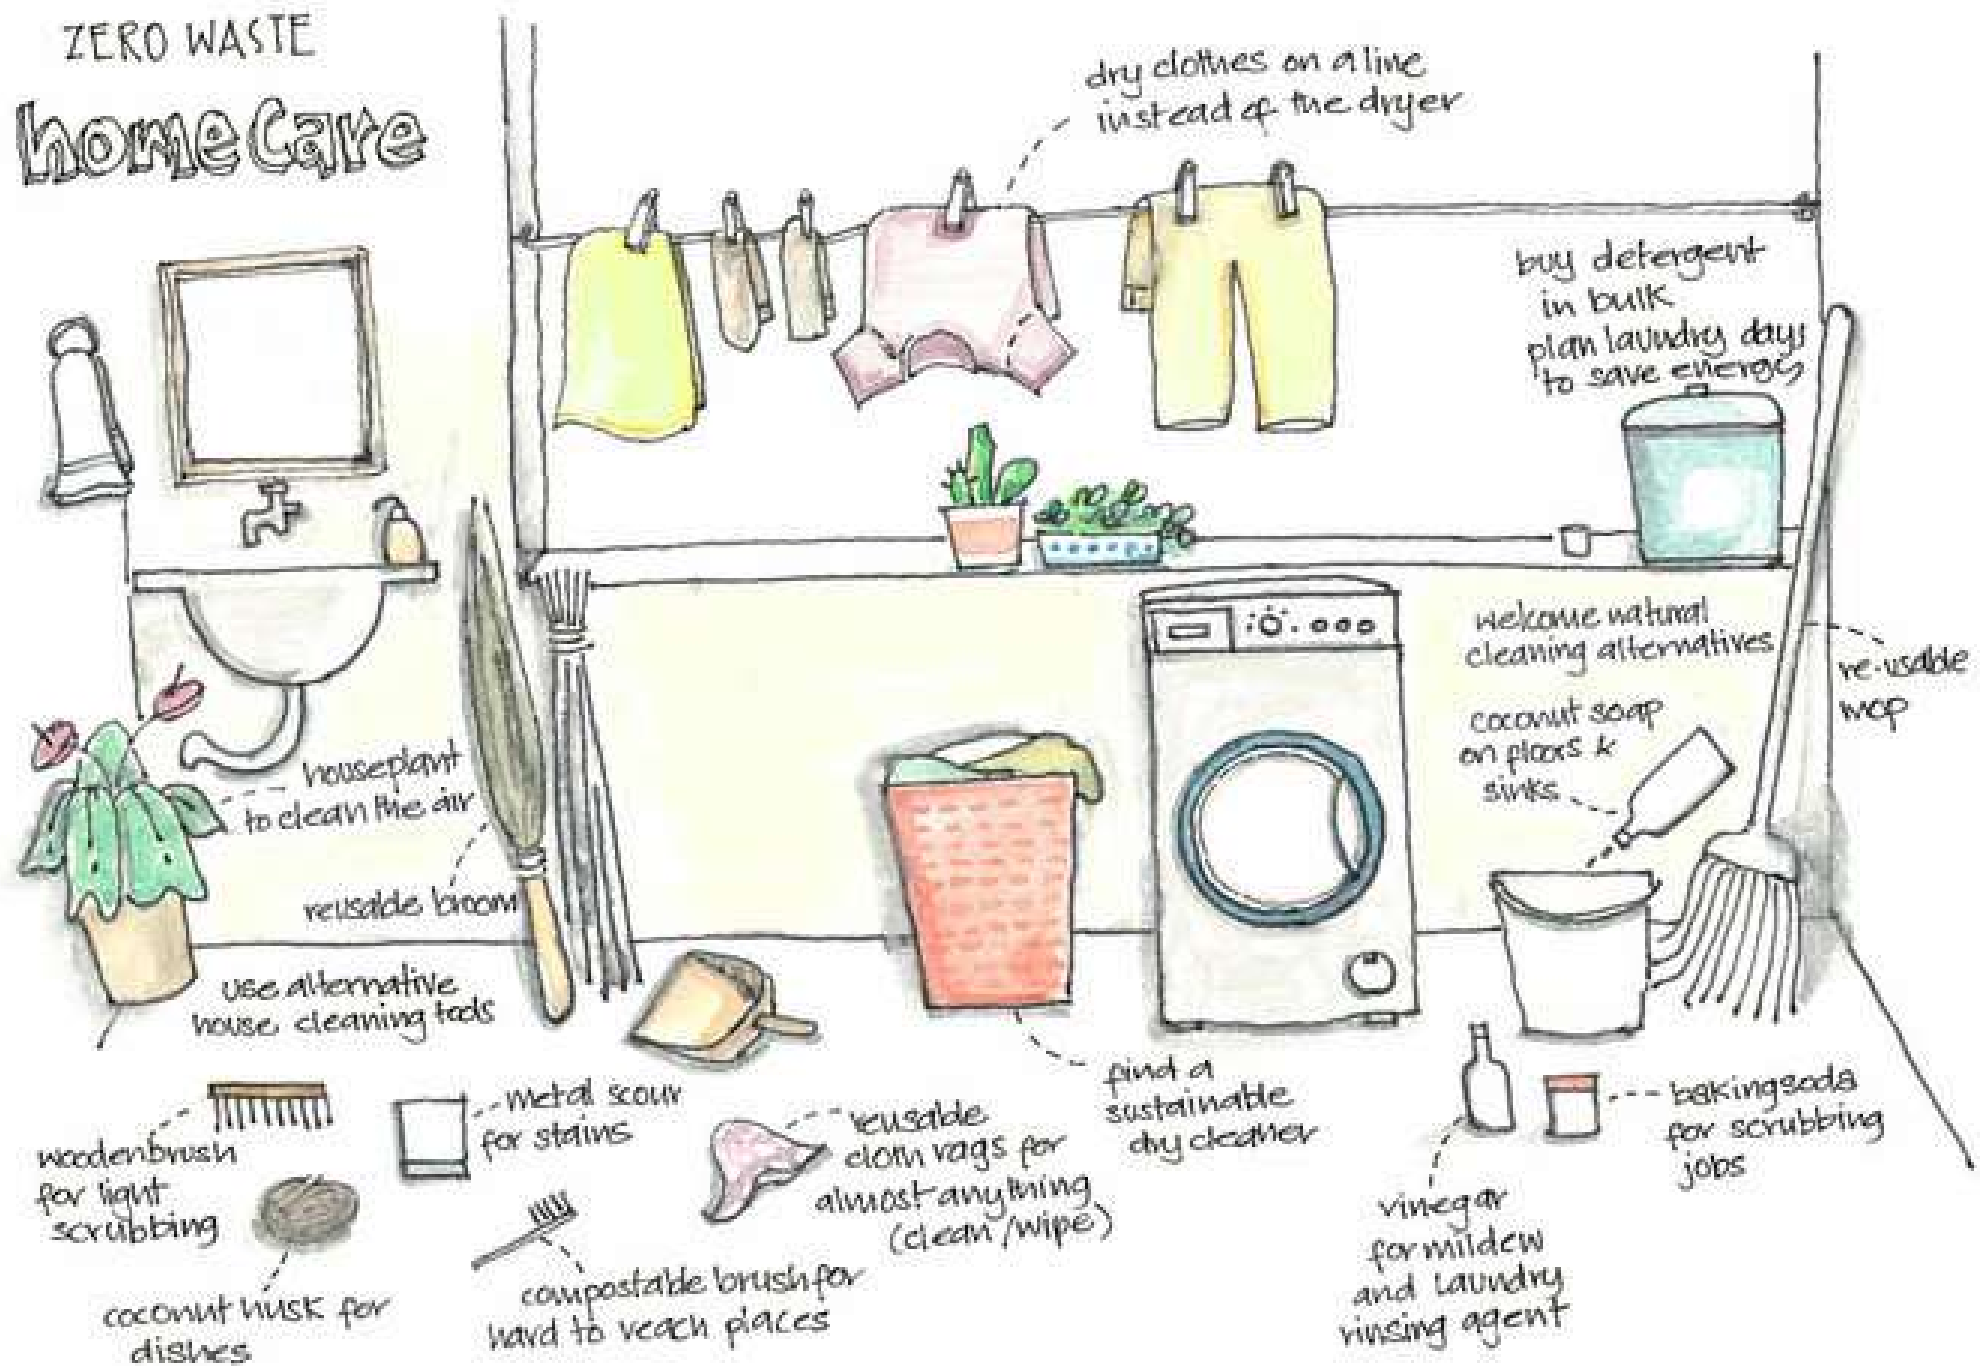 ZERO WASTE
home Care
dry clothes on a line
instead of the dryer
buy detergent
in bulk
plan laundry days
to save energy
welcome natural
cleaning alternatives
re-usable
mop
coconut soap
on floors &
sinks
houseplant
to clean the air
reusable broom
use alternative
house cleaning tools
wooden brush
for light
scrubbing
metal scour
for stains
coconut husk for
dishes
compostable brush for
hard to reach places
reusable
cloth rags for
almost anything
(clean/wipe)
find a
sustainable
dry cleaner
vinegar
for mildew
and laundry
rinsing agent
baking soda
for scrubbing
jobs